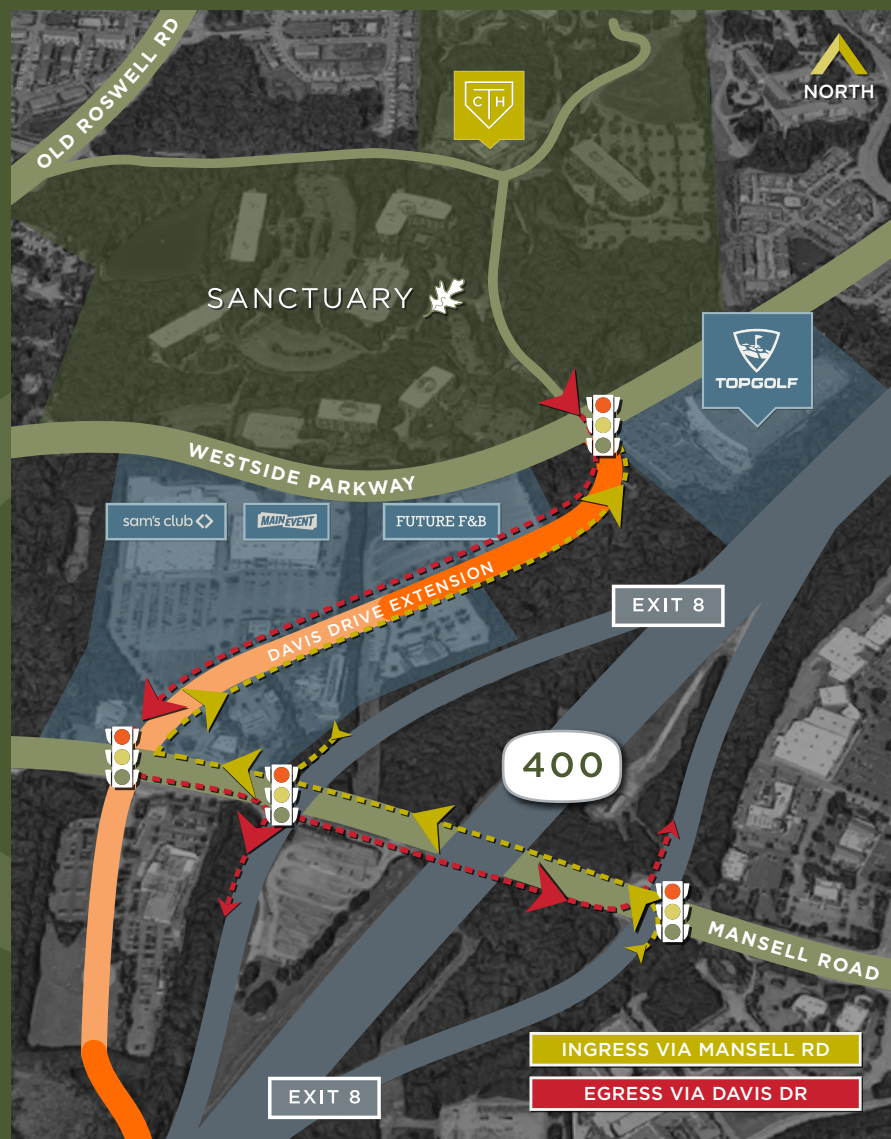 OLD ROSWELL RD
C T H
NORTH
SANCTUARY
TOPGOLF
WESTSIDE PARKWAY
sam's club
MAIN EVENT
FUTURE F&B
DAVIS DRIVE EXTENSION
EXIT 8
400
MANSELL ROAD
INGRESS VIA MANSELL RD
EXIT 8
EGRESS VIA DAVIS DR